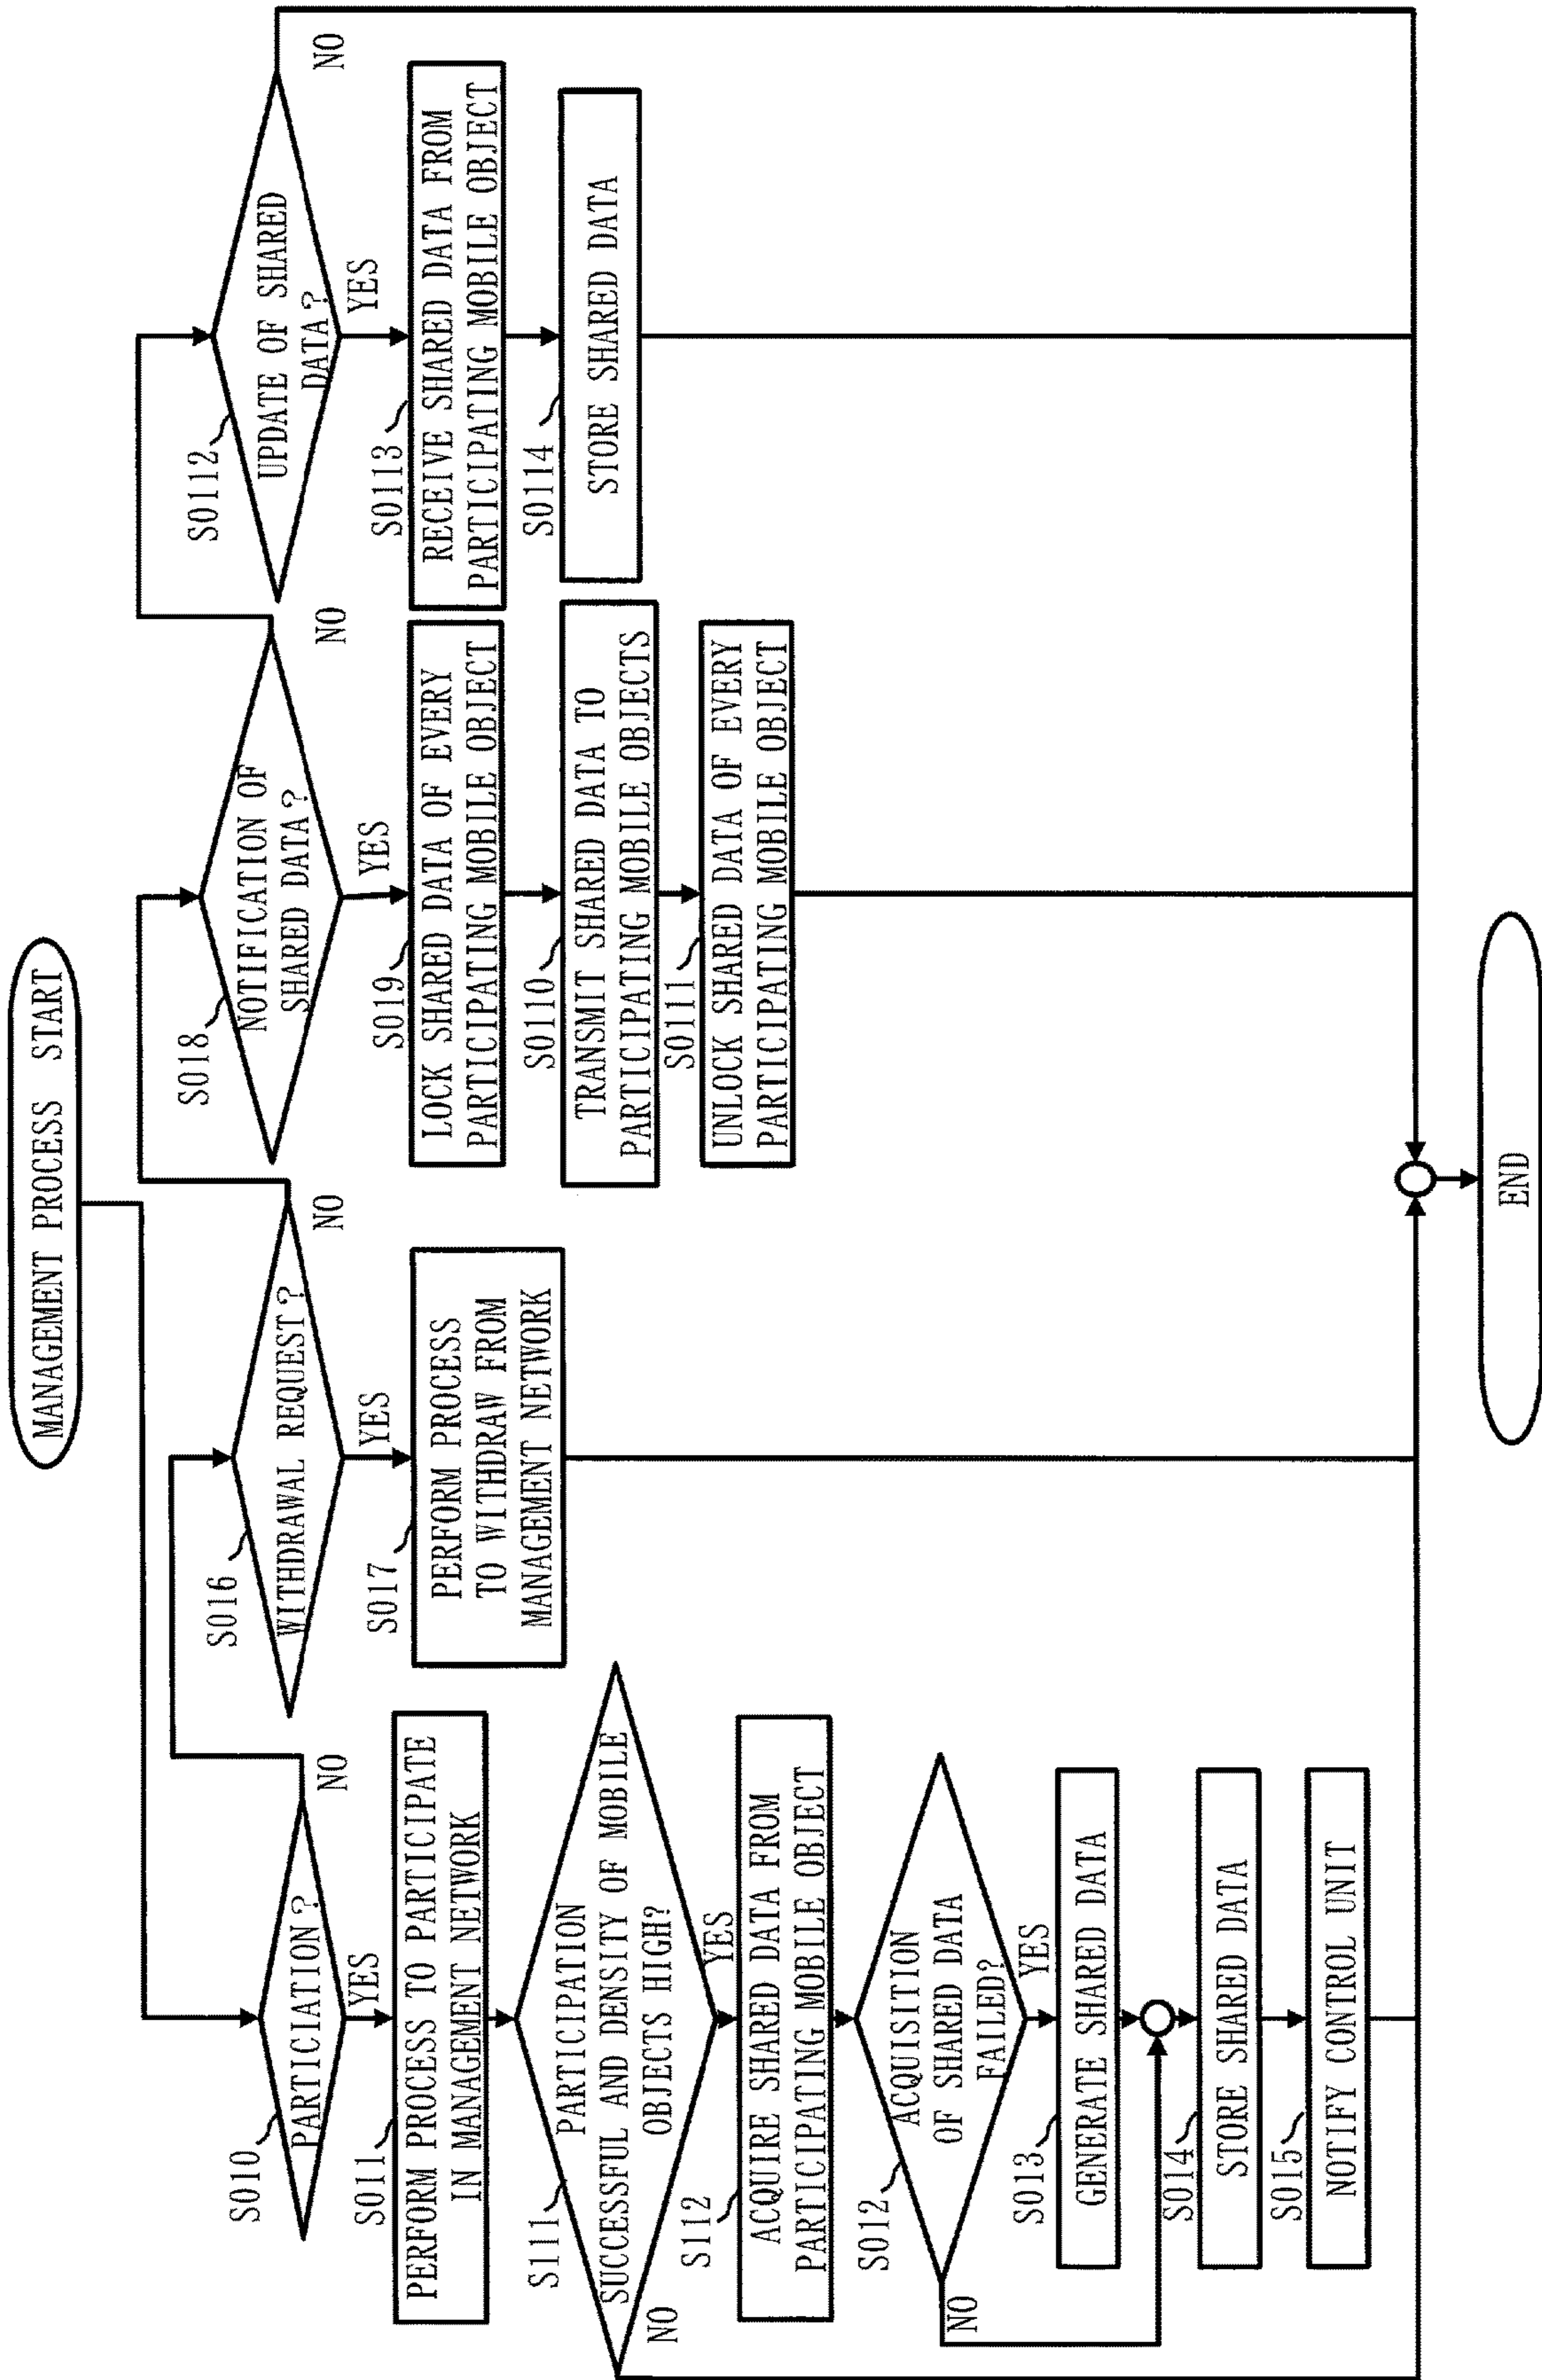 MANAGEMENT PROCESS START
S010
PARTICIATION?
NO
YES
S011
PERFORM PROCESS TO PARTICIPATE
IN MANAGEMENT NETWORK
S111
PARTICIPATION
SUCCESSFUL AND DENSITY OF MOBILE
OBJECTS HIGH?
NO
YES
S112
ACQUIRE SHARED DATA FROM
PARTICIPATING MOBILE OBJECT
S012
ACQUISITION
OF SHARED DATA
FAILED?
NO
YES
S013
GENERATE SHARED DATA
S014
STORE SHARED DATA
S015
NOTIFY CONTROL UNIT
S016
WITHDRAWAL REQUEST?
NO
YES
S017
PERFORM PROCESS
TO WITHDRAW FROM
MANAGEMENT NETWORK
S018
NOTIFICATION OF
SHARED DATA?
NO
YES
S019
LOCK SHARED DATA OF EVERY
PARTICIPATING MOBILE OBJECT
S0110
TRANSMIT SHARED DATA TO
PARTICIPATING MOBILE OBJECTS
S0111
UNLOCK SHARED DATA OF EVERY
PARTICIPATING MOBILE OBJECT
S0112
UPDATE OF SHARED
DATA?
NO
YES
S0113
RECEIVE SHARED DATA FROM
PARTICIPATING MOBILE OBJECT
S0114
STORE SHARED DATA
END